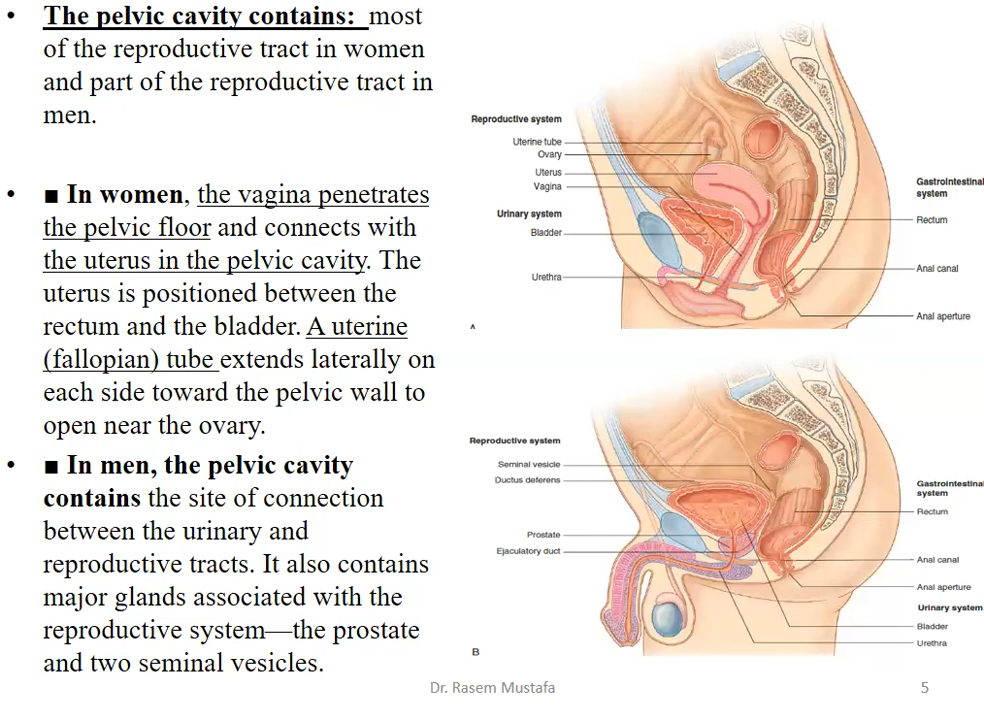 • The pelvic cavity contains: most
of the reproductive tract in women
and part of the reproductive tract in
men.
• ■ In women, the vagina penetrates
the pelvic floor and connects with
the uterus in the pelvic cavity. The
uterus is positioned between the
rectum and the bladder. A uterine
(fallopian) tube extends laterally on
each side toward the pelvic wall to
open near the ovary.
• ■ In men, the pelvic cavity
contains the site of connection
between the urinary and
reproductive tracts. It also contains
major glands associated with the
reproductive system—the prostate
and two seminal vesicles.
Reproductive system
Uterine tube
Ovary
Uterus
Vagina
Urinary system
Bladder
Urethra
Gastrointestinal
system
Rectum
Anal canal
Anal aperture
A
Reproductive system
Seminal vesicle
Ductus deferens
Prostate
Ejaculatory duct
Gastrointestinal
system
Rectum
Anal canal
Anal aperture
Urinary system
Bladder
Urethra
B
Dr. Rasem Mustafa
5